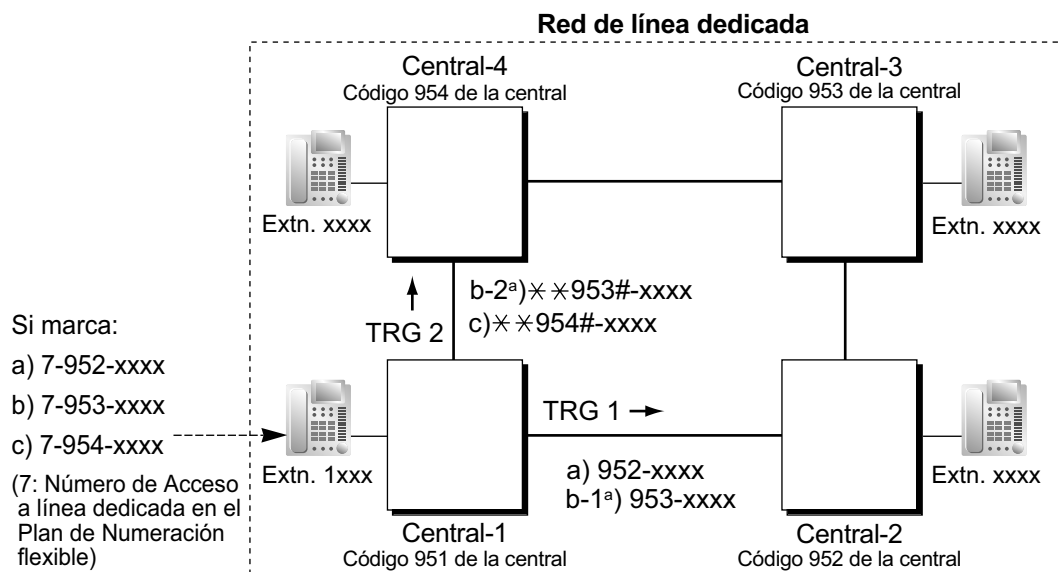 Red de línea dedicada
Central-4
Código 954 de la central
Central-3
Código 953 de la central
Extn. xxxx
Extn. xxxx
b-2ª)✳✳953#-xxxx
c)✳✳954#-xxxx
TRG 2
Si marca:
a) 7-952-xxxx
b) 7-953-xxxx
c) 7-954-xxxx
(7: Número de Acceso
a línea dedicada en el
Plan de Numeración
flexible)
TRG 1
Extn. 1xxx
a) 952-xxxx
b-1ª) 953-xxxx
Extn. xxxx
Central-1
Código 951 de la central
Central-2
Código 952 de la central